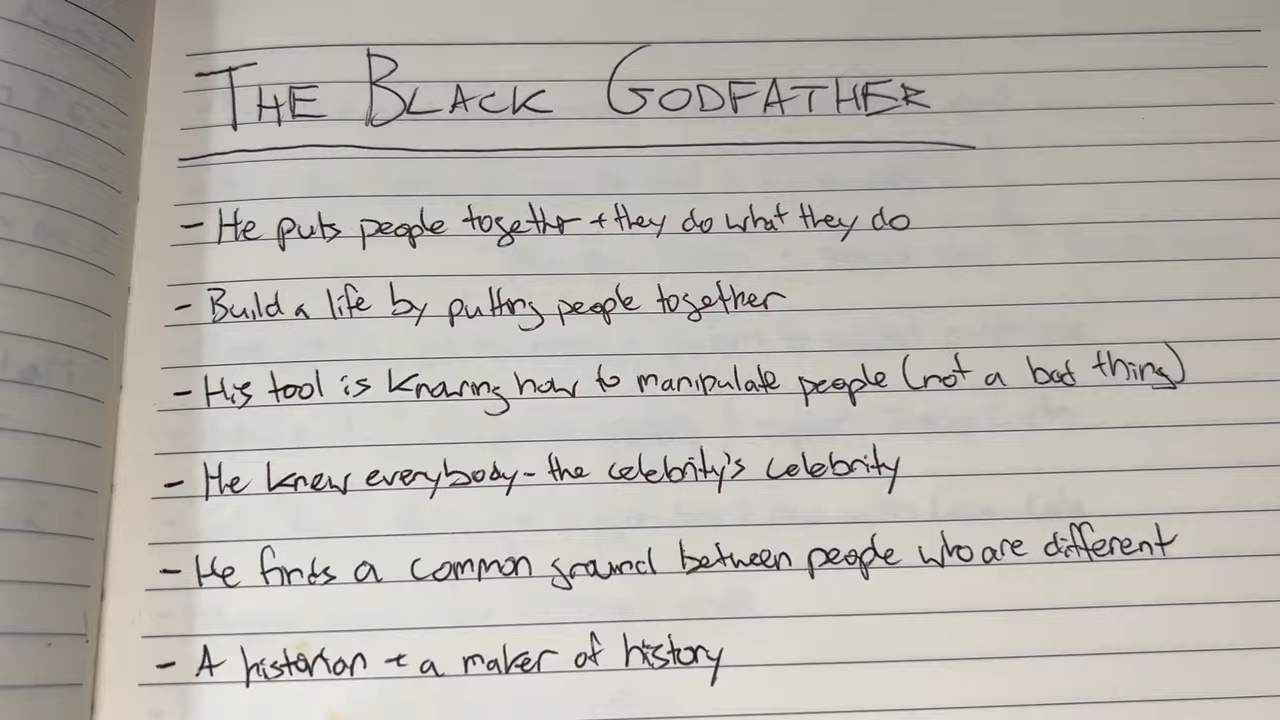 THE BLACK GODFATHER
- He puts people together + they do what they do
- Build a life by putting people together
- His tool is knowing how to manipulate people (not a bad thing)
- He knew everybody - the celebrity's celebrity
- He finds a common ground between people who are different
- A historian + a maker of history